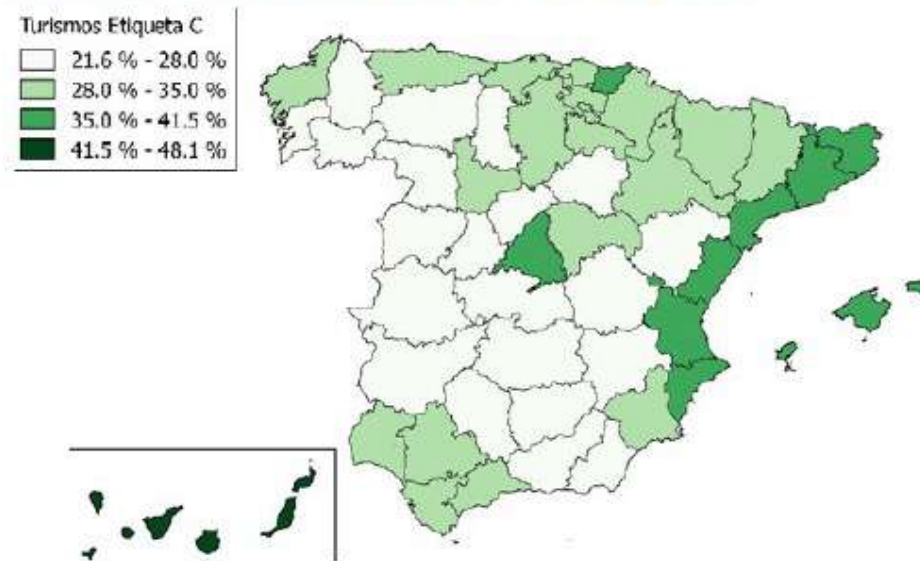 Turismos Etiqueta C
21.6 % - 28.0 %
28.0 % - 35.0 %
35.0 % - 41.5 %
41.5 % - 48.1 %